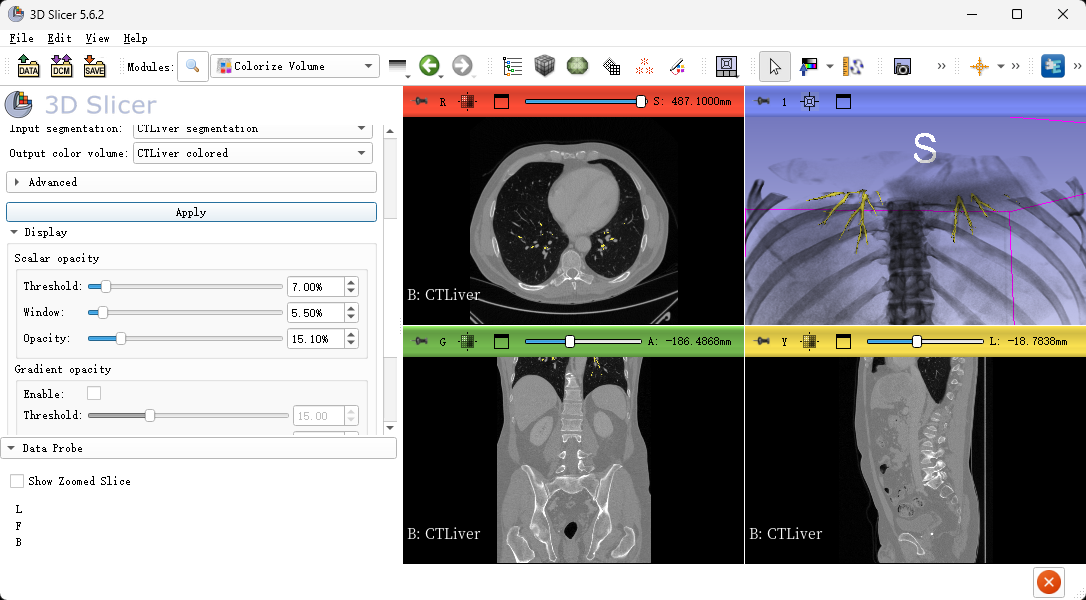 3D Slicer 5.6.2
File Edit View Help
DATA DCM SAVE Modules: Colorize Volume
3D Slicer
Input segmentation: CTLiver segmentation
Output color volume: CTLiver colored
Advanced
Apply
Display
Scalar opacity
Threshold: 7.00%
Window: 5.50%
Opacity: 15.10%
Gradient opacity
Enable:
Threshold: 15.00
Data Probe
Show Zoomed Slice
L
F
B
R S: 487.1000mm
B: CTLiver
1
S
G A: -186.4868mm
B: CTLiver
Y L: -18.7838mm
B: CTLiver